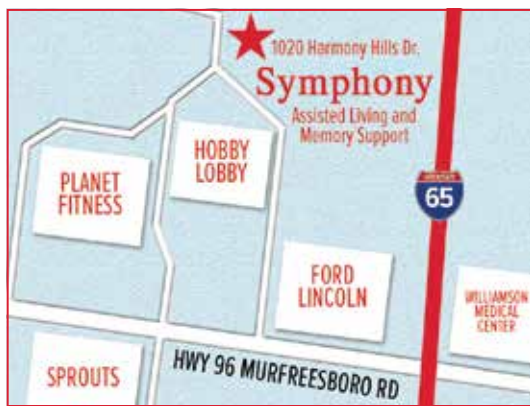 1020 Harmony Hills Dr.
Symphony
Assisted Living and
Memory Support
HOBBY
LOBBY
PLANET
FITNESS
INTERSTATE
65
FORD
LINCOLN
WILLIAMSON
MEDICAL
CENTER
SPROUTS
HWY 96 MURFREESBORO RD